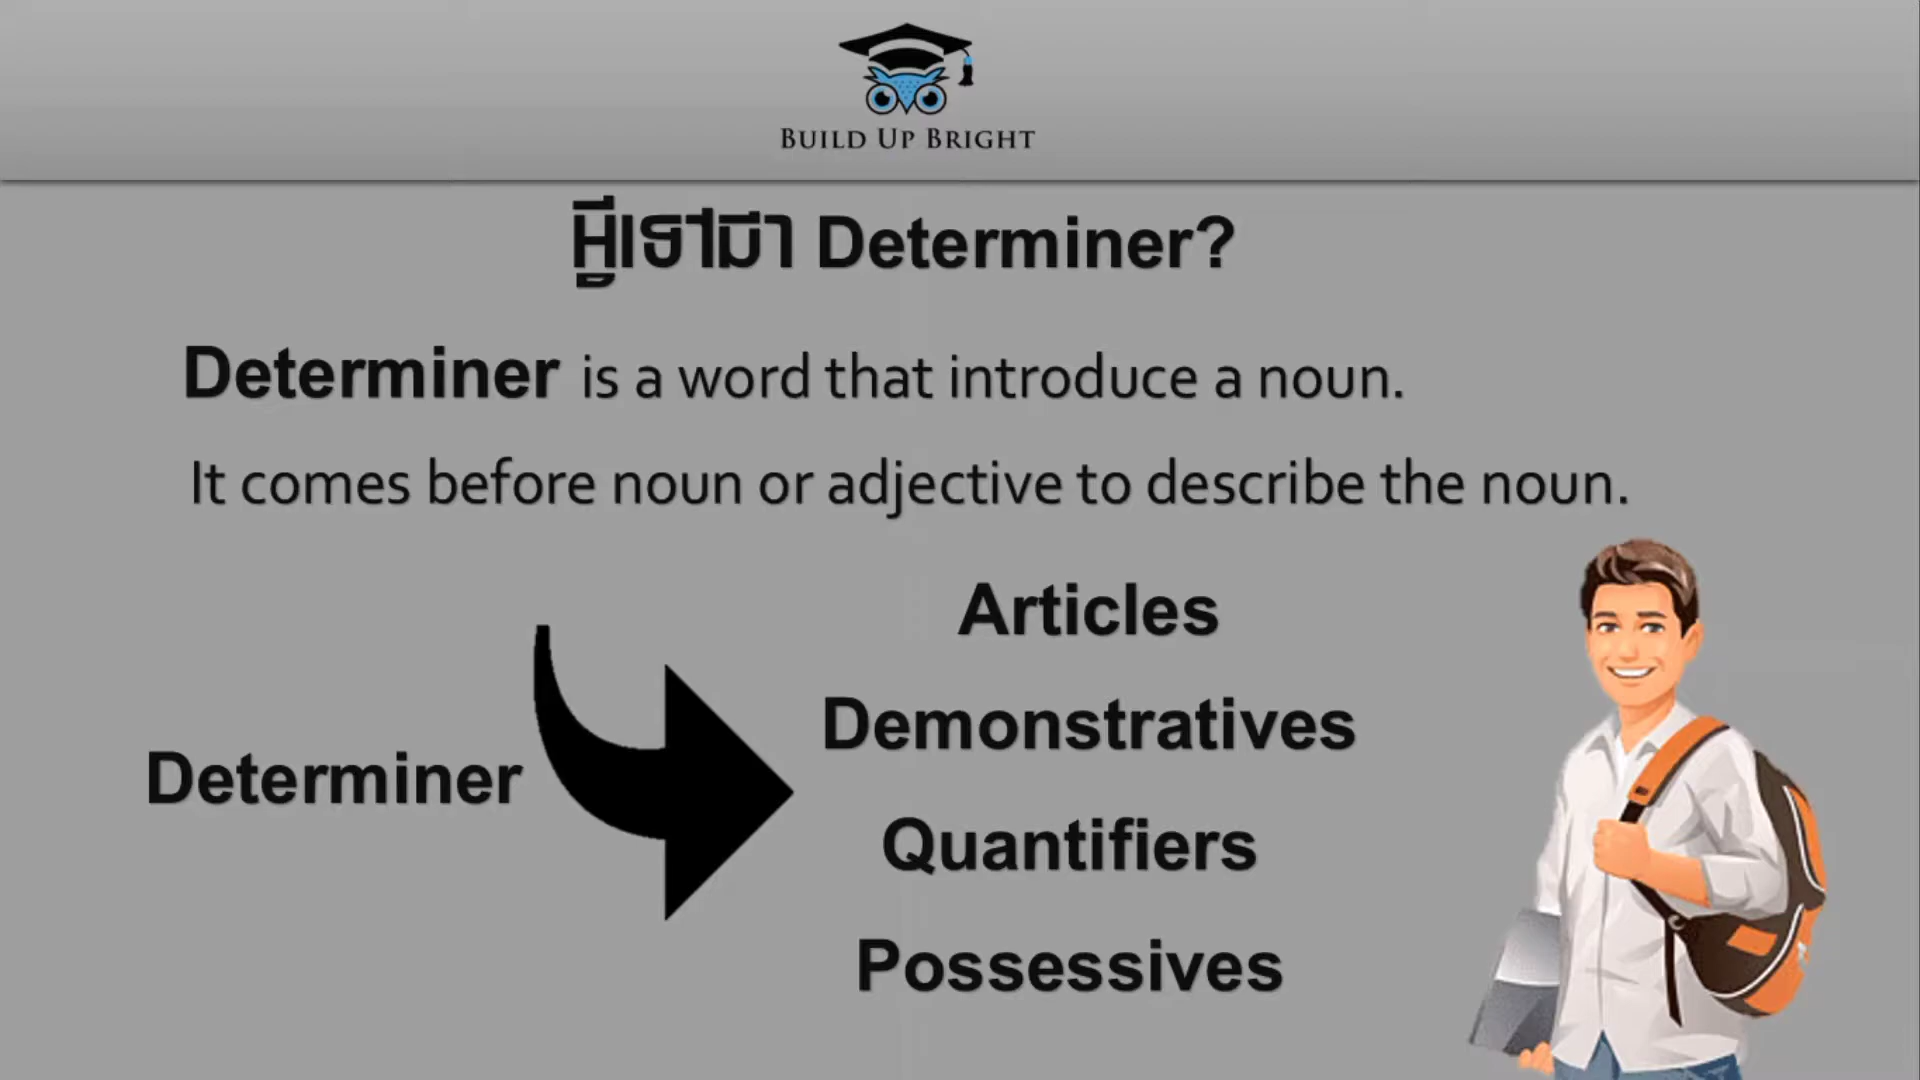 BUILD UP BRIGHT
អ្វីទៅជា Determiner?
Determiner is a word that introduce a noun.
It comes before noun or adjective to describe the noun.
Determiner
Articles
Demonstratives
Quantifiers
Possessives